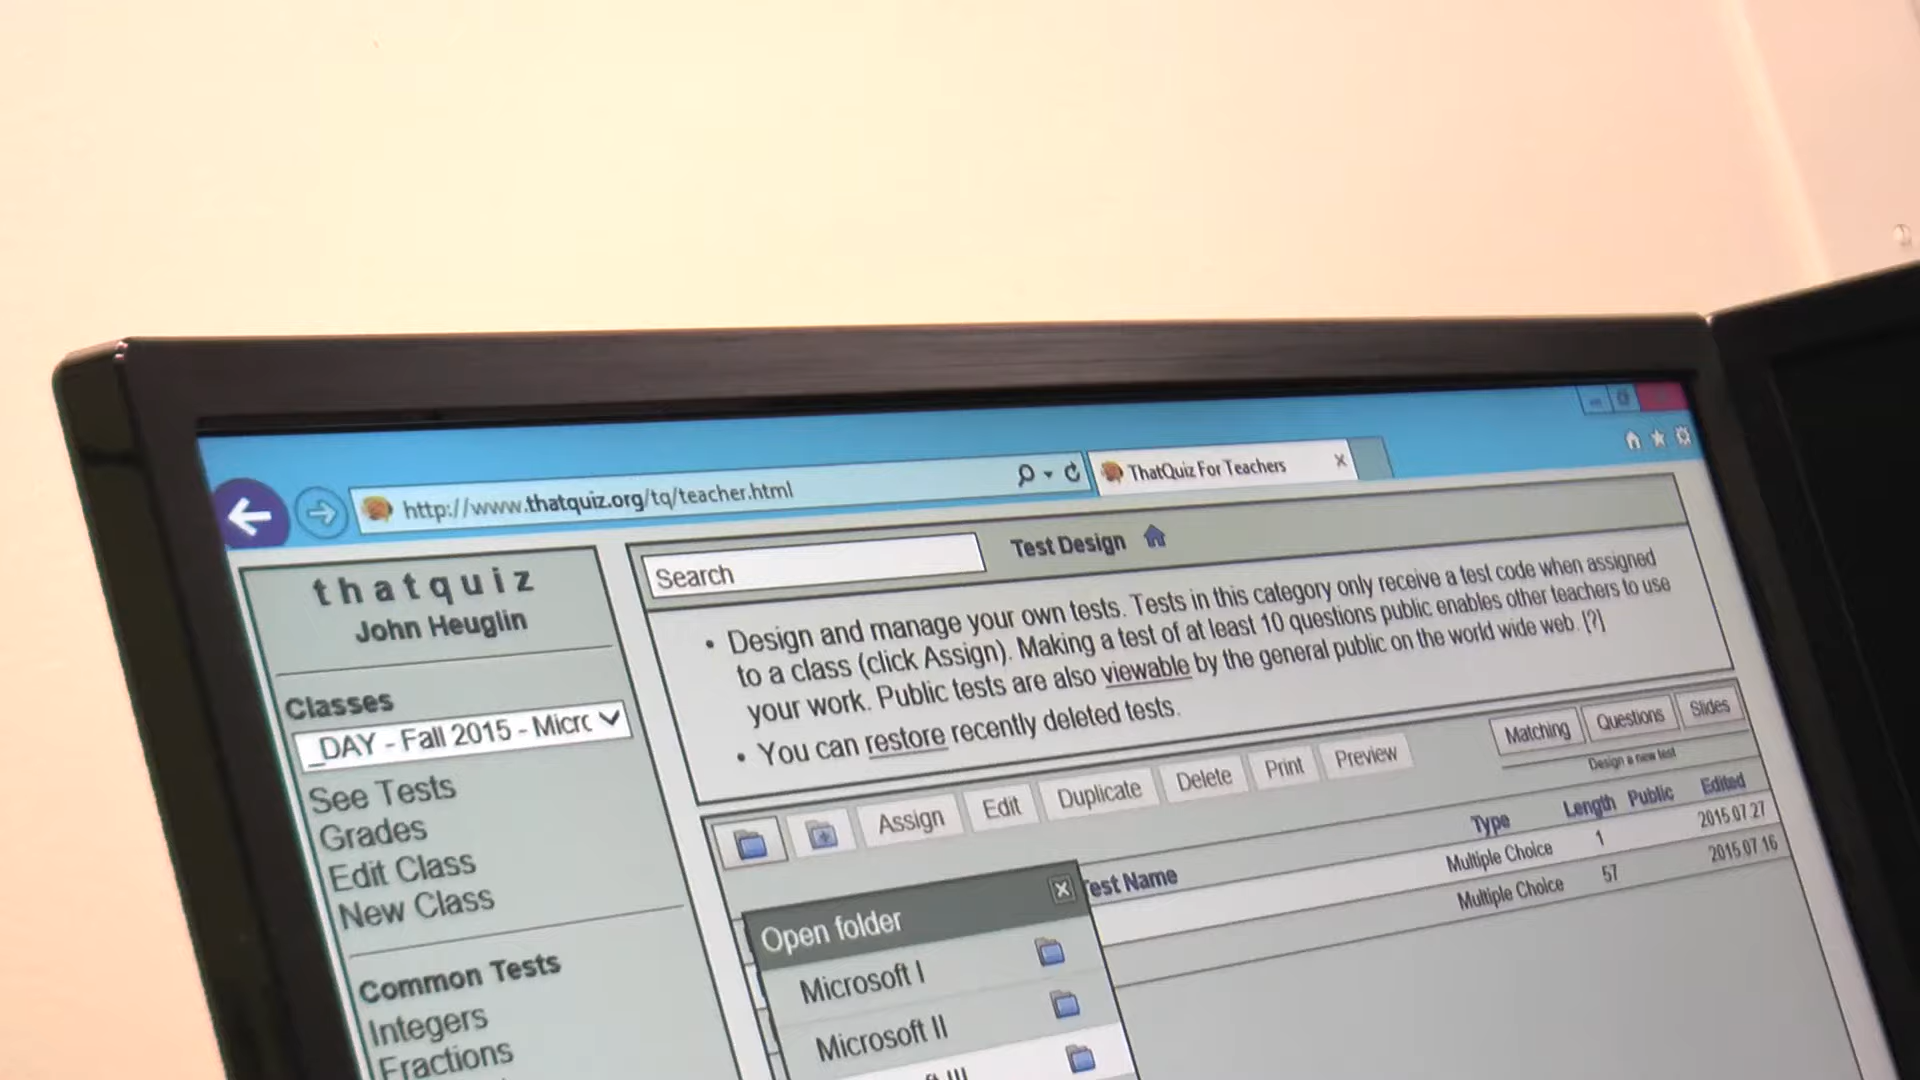 http://www.thatquiz.org/tq/teacher.html
ThatQuiz For Teachers
thatquiz
John Heuglin
Classes
_DAY - Fall 2015 - Micro
See Tests
Grades
Edit Class
New Class
Common Tests
Integers
Fractions
Search
Test Design
• Design and manage your own tests. Tests in this category only receive a test code when assigned
to a class (click Assign). Making a test of at least 10 questions public enables other teachers to use
your work. Public tests are also viewable by the general public on the world wide web. [?]
• You can restore recently deleted tests.
Assign Edit Duplicate Delete Print Preview
Matching Questions Slides
Design a new test
Test Name Type Length Public Edited
Multiple Choice 1 2015.07.27
Multiple Choice 57 2015.07.16
Open folder
Microsoft I
Microsoft II